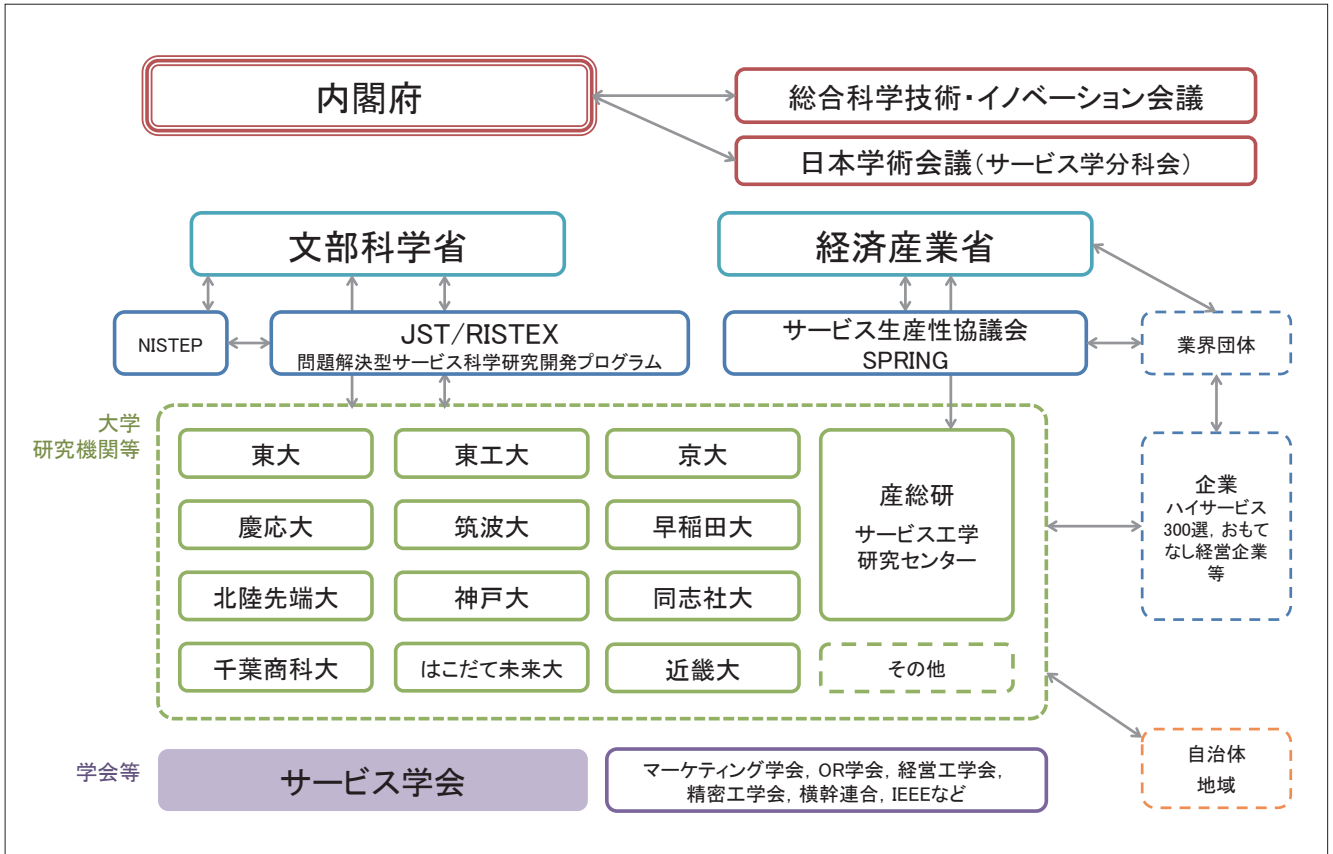 内閣府
総合科学技術・イノベーション会議
日本学術会議(サービス学分科会)
文部科学省
経済産業省
NISTEP
JST/RISTEX
問題解決型サービス科学研究開発プログラム
サービス生産性協議会
SPRING
業界団体
大学
研究機関等
東大
東工大
京大
産総研
サービス工学
研究センター
慶応大
筑波大
早稲田大
北陸先端大
神戸大
同志社大
千葉商科大
はこだて未来大
近畿大
その他
企業
ハイサービス
300選, おもて
なし経営企業
等
自治体
地域
学会等
サービス学会
マーケティング学会, OR学会, 経営工学会,
精密工学会, 横幹連合, IEEEなど